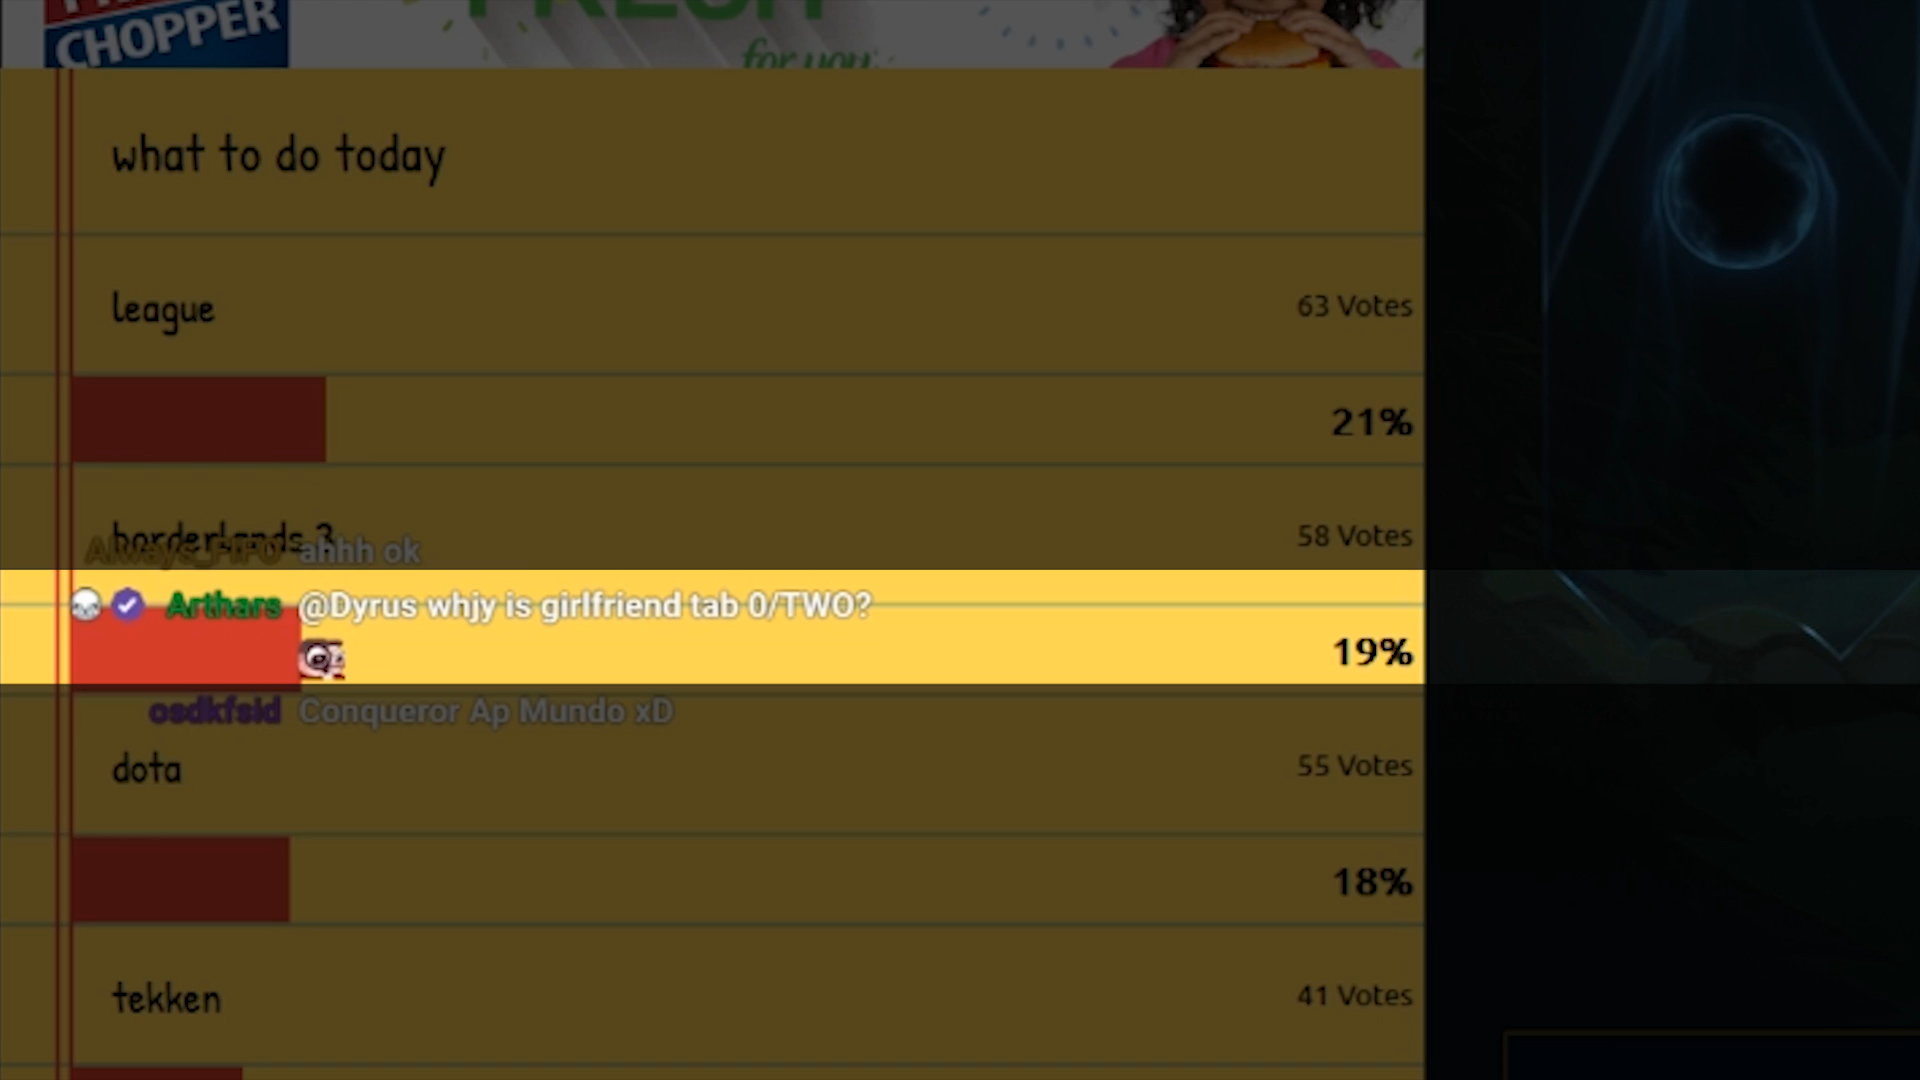 CHOPPER
FRESH
for you
what to do today
league
63 Votes
21%
borderlands 3
58 Votes
Always_FIFO ahhh ok
Arthars @Dyrus whjy is girlfriend tab 0/TWO?
19%
osdkfsid Conqueror Ap Mundo xD
dota
55 Votes
18%
tekken
41 Votes